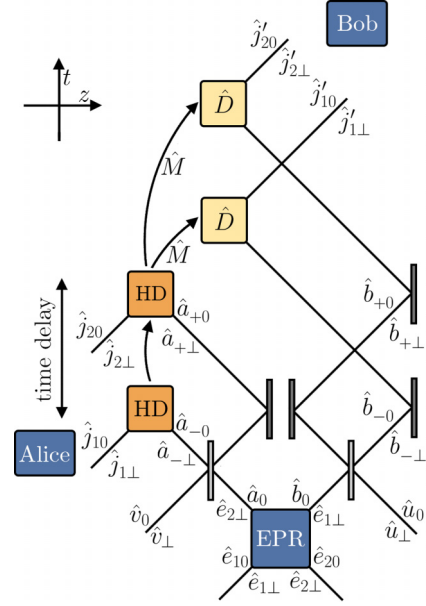 Bob
ĵ′₂₀
ĵ′₂⊥
t
z
D̂
ĵ′₁₀
ĵ′₁⊥
M̂
D̂
M̂
time delay
HD
â₊₀
b̂₊₀
ĵ₂₀
â₊⊥
b̂₊⊥
ĵ₂⊥
HD
â₋₀
b̂₋₀
ĵ₁₀
Alice
â₋⊥
b̂₋⊥
ĵ₁⊥
v̂₀
ê₂⊥
â₀
b̂₀
ê₁⊥
û₀
v̂⊥
û⊥
EPR
ê₁₀
ê₂₀
ê₁⊥
ê₂⊥